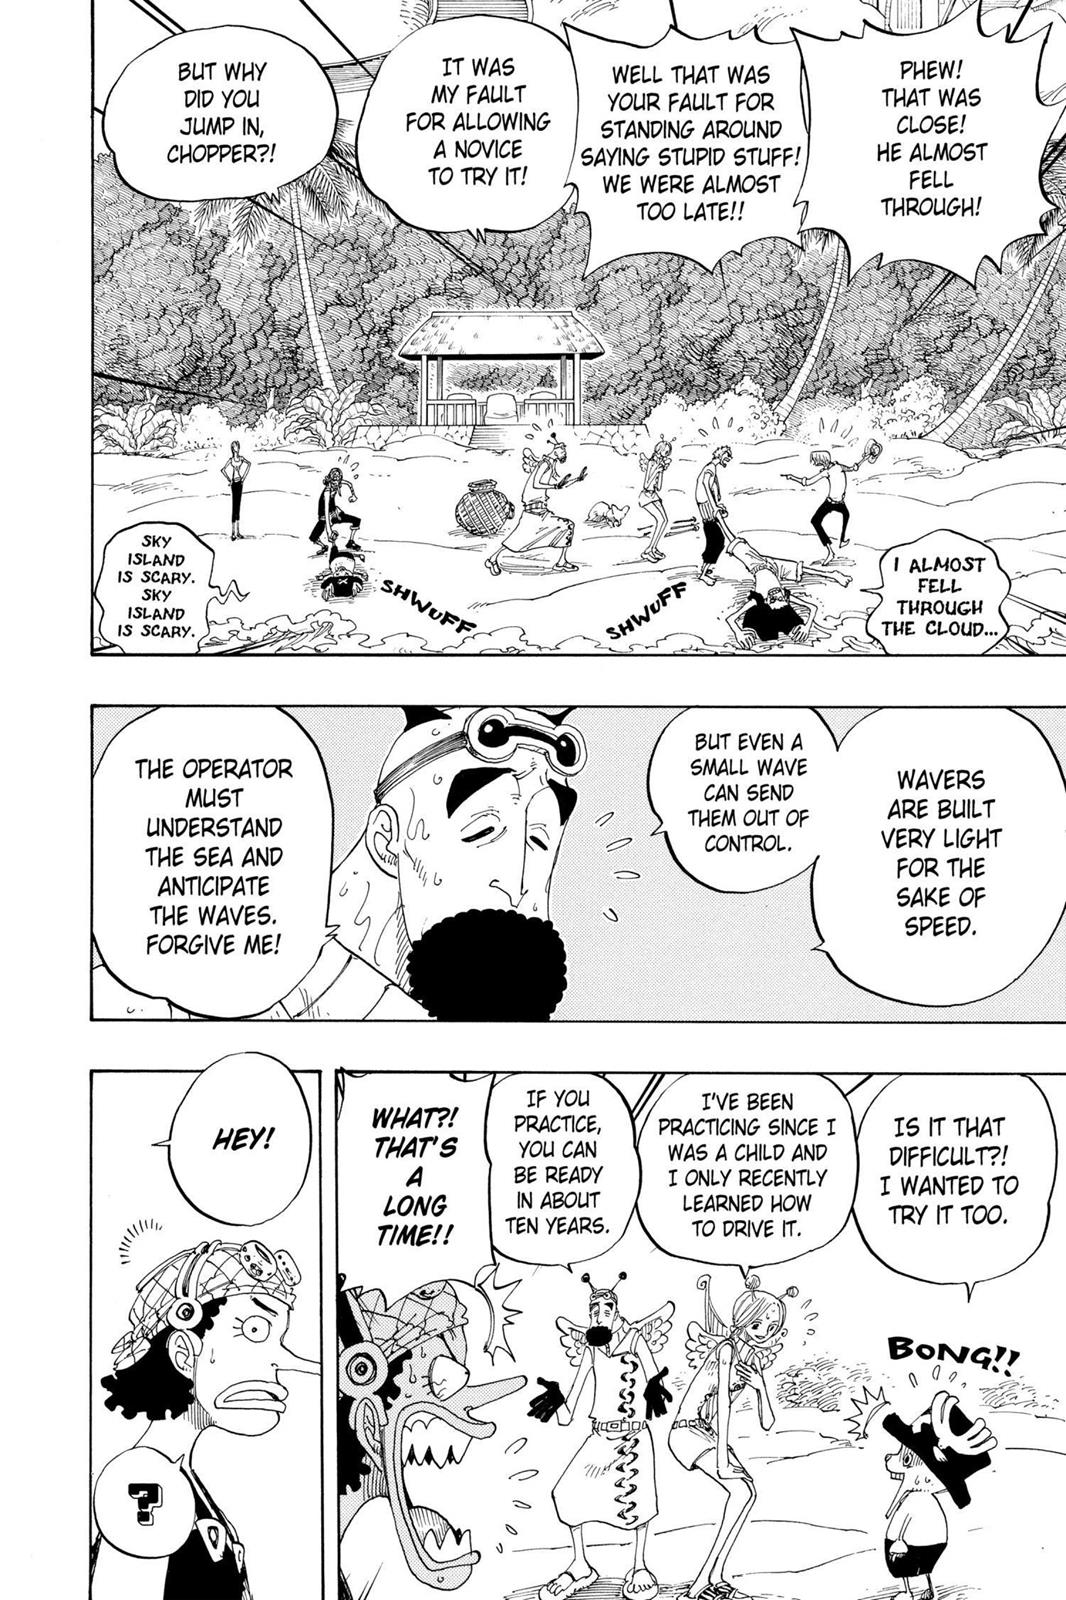 PHEW!
THAT WAS
CLOSE!
HE ALMOST
FELL
THROUGH!
WELL THAT WAS
YOUR FAULT FOR
STANDING AROUND
SAYING STUPID STUFF!
WE WERE ALMOST
TOO LATE!!
IT WAS
MY FAULT
FOR ALLOWING
A NOVICE
TO TRY IT!
BUT WHY
DID YOU
JUMP IN,
CHOPPER?!
I ALMOST
FELL
THROUGH
THE CLOUD...
SHWUFF
SHWUFF
SKY
ISLAND
IS SCARY.
SKY
ISLAND
IS SCARY.
WAVERS
ARE BUILT
VERY LIGHT
FOR THE
SAKE OF
SPEED.
BUT EVEN A
SMALL WAVE
CAN SEND
THEM OUT OF
CONTROL.
THE OPERATOR
MUST
UNDERSTAND
THE SEA AND
ANTICIPATE
THE WAVES.
FORGIVE ME!
IS IT THAT
DIFFICULT?!
I WANTED TO
TRY IT TOO.
BONG!!
I'VE BEEN
PRACTICING SINCE I
WAS A CHILD AND
I ONLY RECENTLY
LEARNED HOW
TO DRIVE IT.
IF YOU
PRACTICE,
YOU CAN
BE READY
IN ABOUT
TEN YEARS.
WHAT?!
THAT'S
A
LONG
TIME!!
HEY!
?